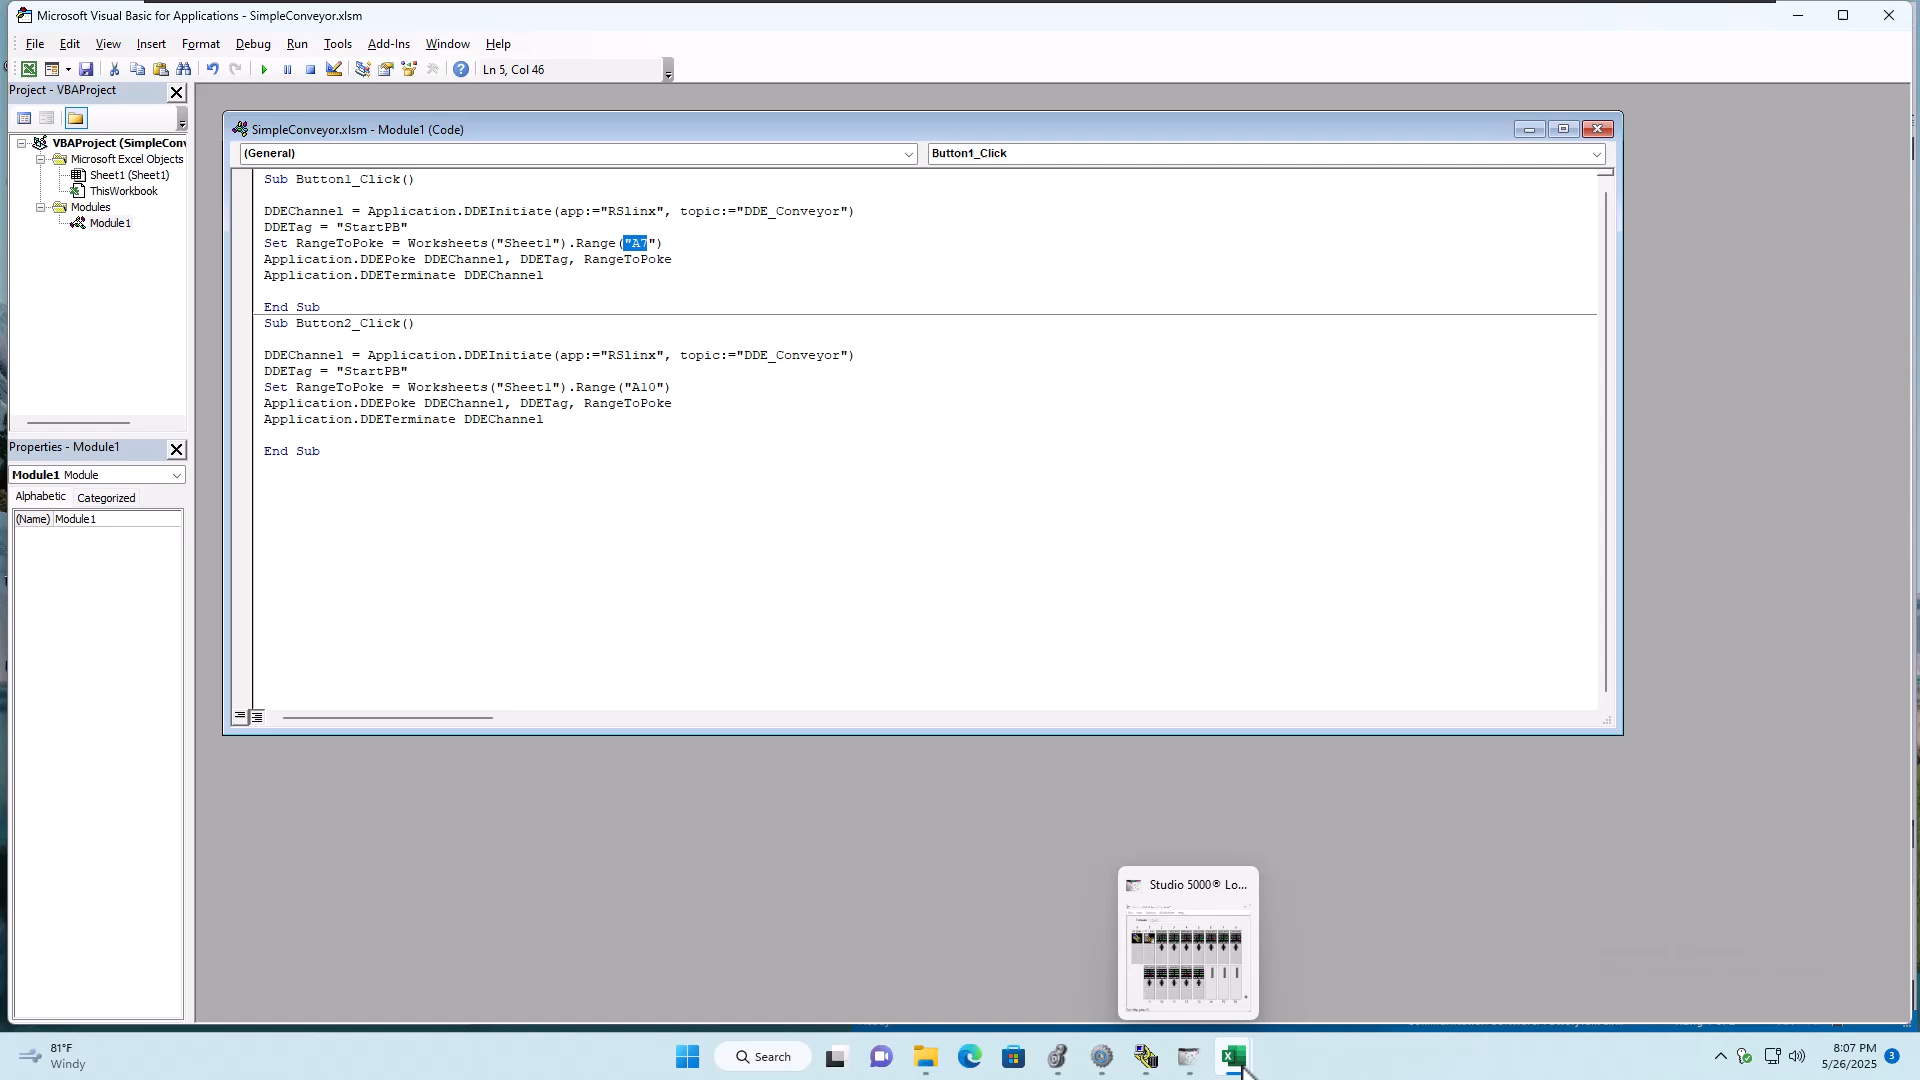 Microsoft Visual Basic for Applications - SimpleConveyor.xlsm
File Edit View Insert Format Debug Run Tools Add-Ins Window Help
Ln 5, Col 46
Project - VBAProject
VBAProject (SimpleConv
Microsoft Excel Objects
Sheet1 (Sheet1)
ThisWorkbook
Modules
Module1
Properties - Module1
Module1 Module
Alphabetic Categorized
(Name) Module1
SimpleConveyor.xlsm - Module1 (Code)
(General) Button1_Click
Sub Button1_Click()
DDEChannel = Application.DDEInitiate(app:="RSlinx", topic:="DDE_Conveyor")
DDETag = "StartPB"
Set RangeToPoke = Worksheets("Sheet1").Range("A7")
Application.DDEPoke DDEChannel, DDETag, RangeToPoke
Application.DDETerminate DDEChannel
End Sub
Sub Button2_Click()
DDEChannel = Application.DDEInitiate(app:="RSlinx", topic:="DDE_Conveyor")
DDETag = "StartPB"
Set RangeToPoke = Worksheets("Sheet1").Range("A10")
Application.DDEPoke DDEChannel, DDETag, RangeToPoke
Application.DDETerminate DDEChannel
End Sub
Studio 5000® Lo...
81°F
Windy
Search
8:07 PM
5/26/2025
3